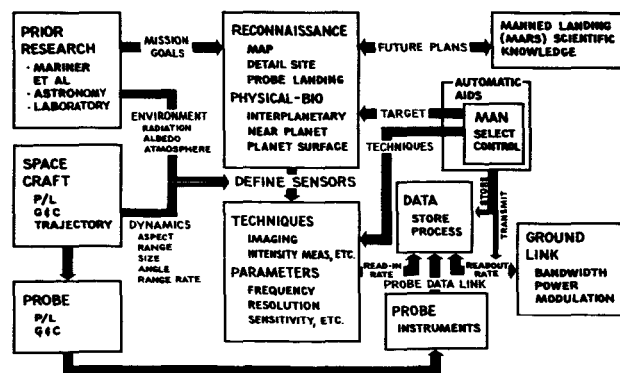 PRIOR
RESEARCH
· MARINER
ET AL
· ASTRONOMY
· LABORATORY
MISSION
GOALS
RECONNAISSANCE
MAP
DETAIL SITE
PROBE LANDING
PHYSICAL-BIO
INTERPLANETARY
NEAR PLANET
PLANET SURFACE
FUTURE PLANS
MANNED LANDING
(MARS) SCIENTIFIC
KNOWLEDGE
AUTOMATIC
AIDS
MAN
SELECT
CONTROL
TARGET
TECHNIQUES
ENVIRONMENT
RADIATION
ALBEDO
ATMOSPHERE
SPACE
CRAFT
P/L
G¢C
TRAJECTORY
DEFINE SENSORS
DYNAMICS
ASPECT
RANGE
SIZE
ANGLE
RANGE RATE
TECHNIQUES
IMAGING
INTENSITY MEAS, ETC.
PARAMETERS
FREQUENCY
RESOLUTION
SENSITIVITY, ETC.
DATA
STORE
PROCESS
STORE
TRANSMIT
READ-IN
RATE
PROBE DATA LINK
READOUT
RATE
GROUND
LINK
BANDWIDTH
POWER
MODULATION
PROBE
P/L
G¢C
PROBE
INSTRUMENTS